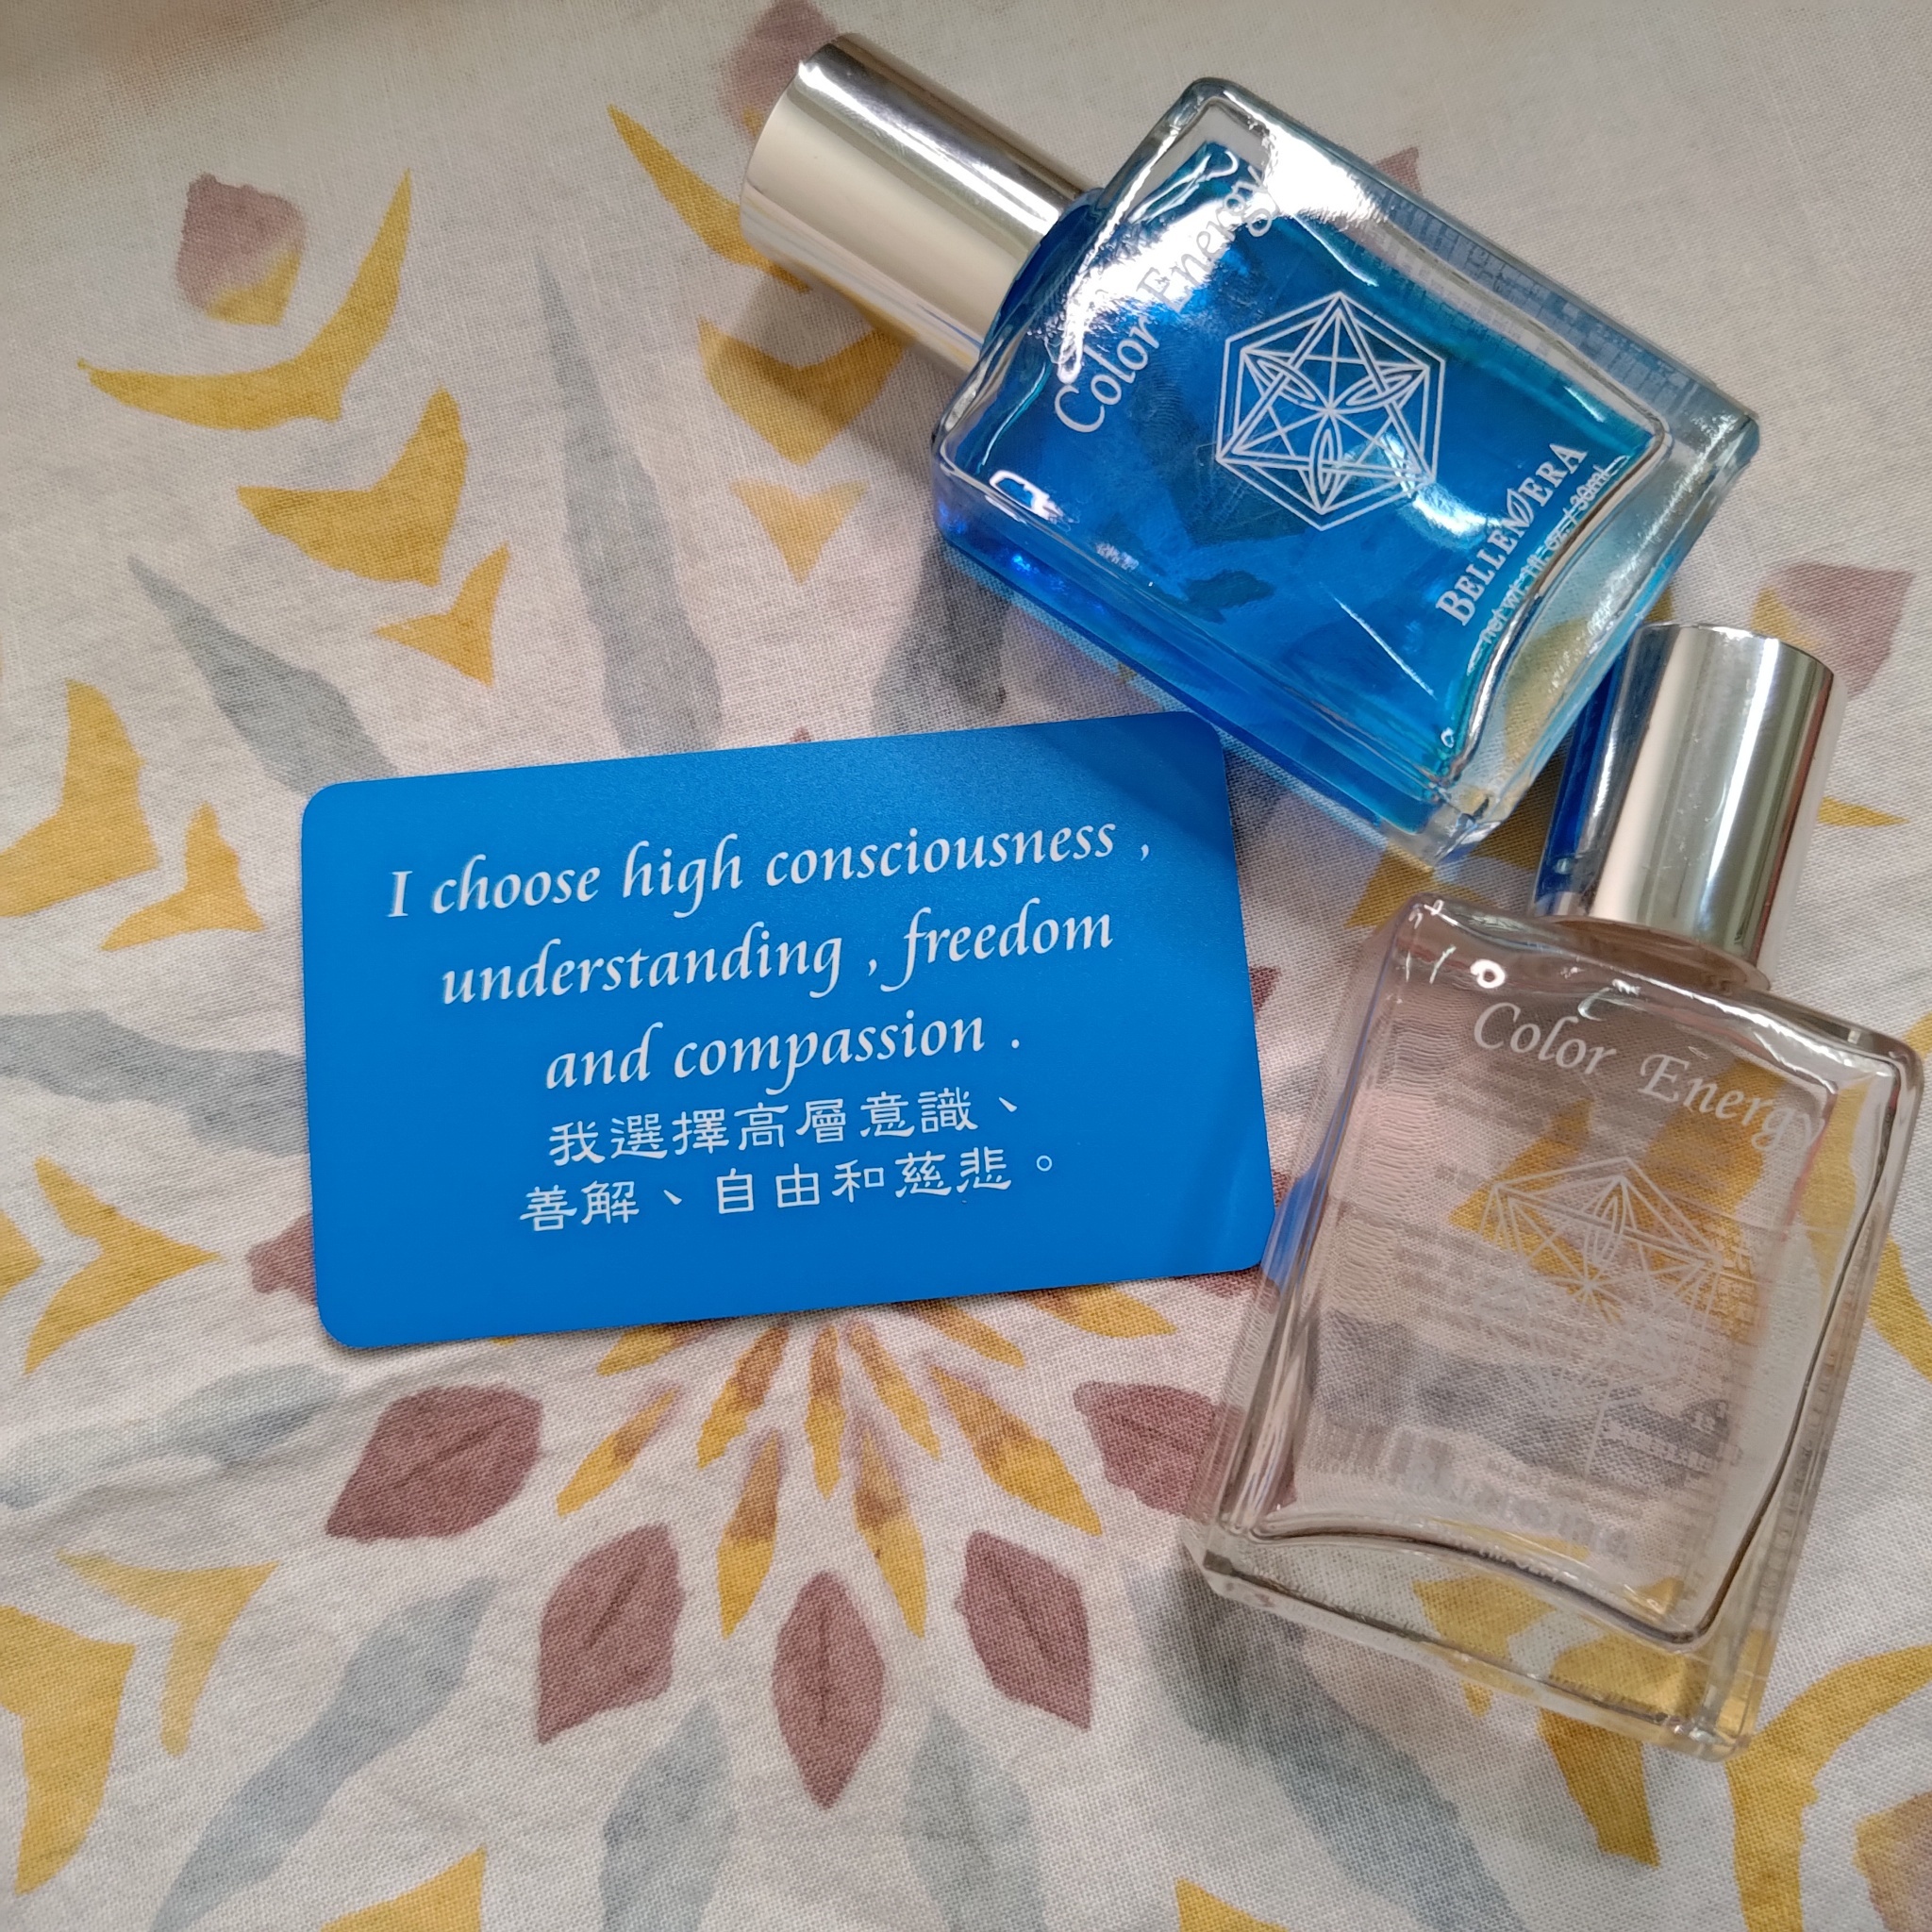 Color Energy
BELLENVERA
I choose high consciousness ,
understanding , freedom
and compassion .
我選擇高層意識、
善解、自由和慈悲。
Color Energy